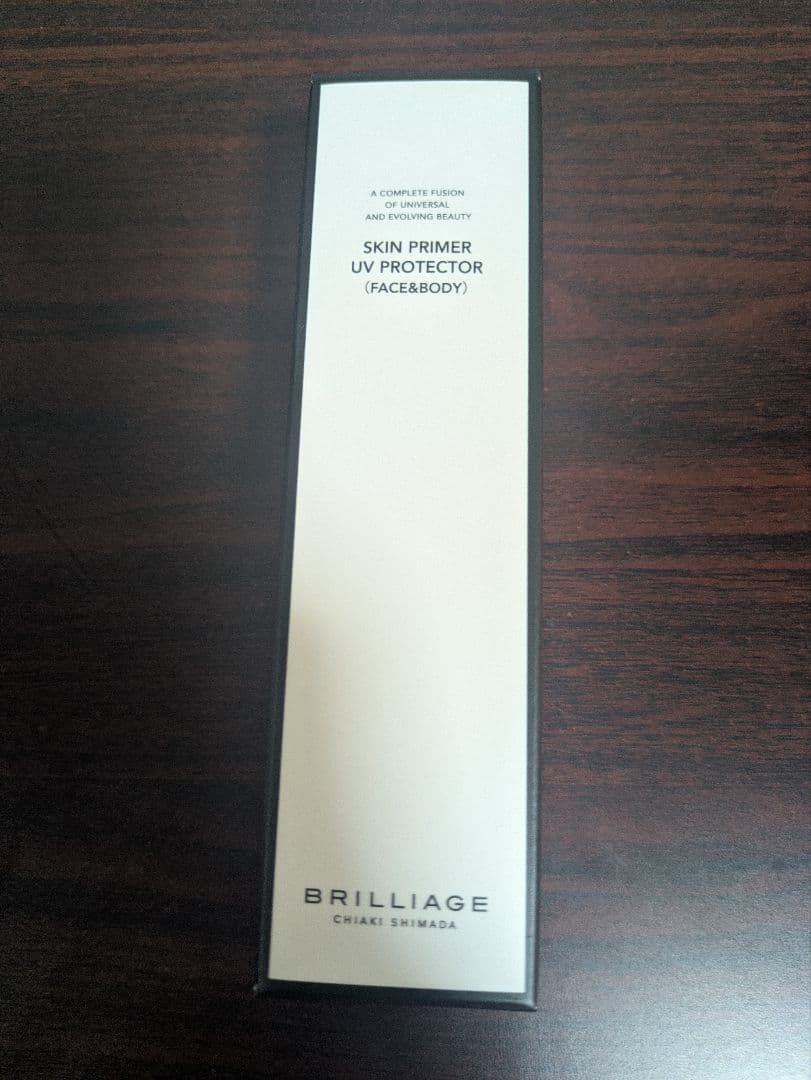 A COMPLETE FUSION
OF UNIVERSAL
AND EVOLVING BEAUTY
SKIN PRIMER
UV PROTECTOR
（FACE&BODY）
BRILLIAGE
CHIAKI SHIMADA